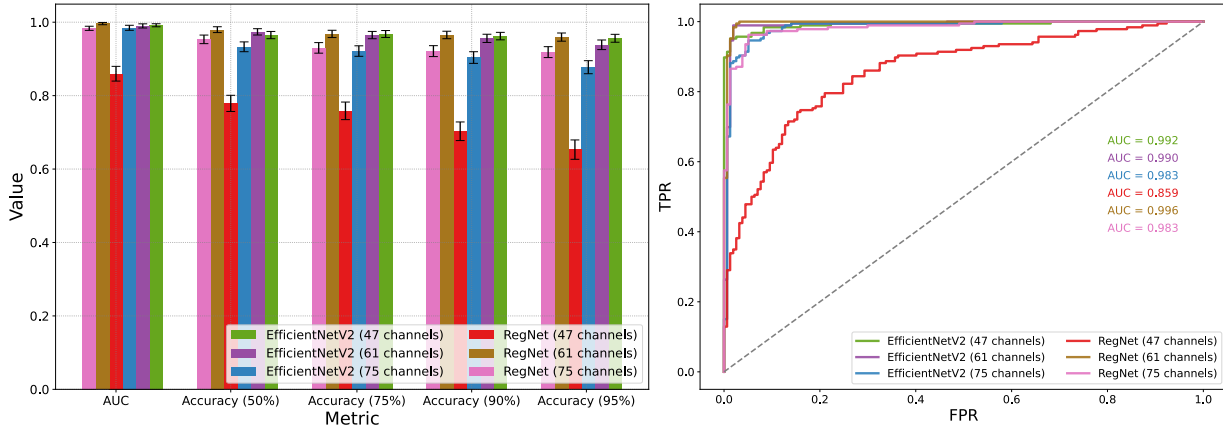 1.0
0.8
0.6
0.4
0.2
0.0
Value
AUC
Accuracy (50%)
Accuracy (75%)
Accuracy (90%)
Accuracy (95%)
Metric
EfficientNetV2 (47 channels)
EfficientNetV2 (61 channels)
EfficientNetV2 (75 channels)
RegNet (47 channels)
RegNet (61 channels)
RegNet (75 channels)
1.0
0.8
0.6
0.4
0.2
0.0
TPR
AUC = 0.992
AUC = 0.990
AUC = 0.983
AUC = 0.859
AUC = 0.996
AUC = 0.983
EfficientNetV2 (47 channels)
EfficientNetV2 (61 channels)
EfficientNetV2 (75 channels)
RegNet (47 channels)
RegNet (61 channels)
RegNet (75 channels)
0.0
0.2
0.4
0.6
0.8
1.0
FPR